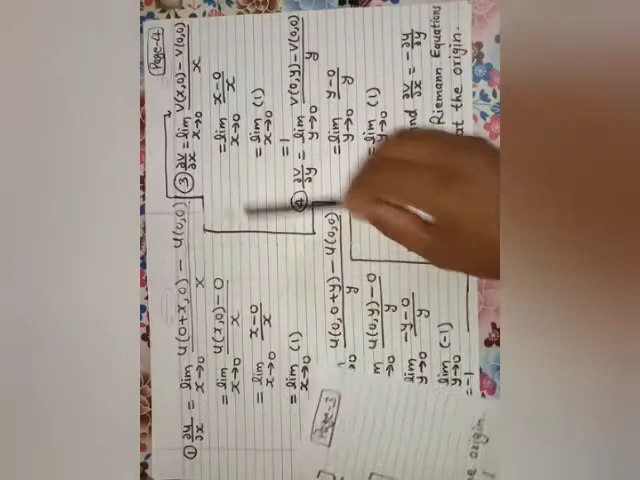 Page-4
① ∂u/∂x = lim x→0 u(0+x,0) - u(0,0) / x
= lim x→0 u(x,0) - 0 / x
= lim x→0 x-0 / x
= lim x→0 (1)
u(0,0+y) - u(0,0) / y
u(0,y) - 0 / y
lim y→0 -y-0 / y
lim y→0 (-1)
= -1
③ ∂v/∂x = lim x→0 v(x,0) - v(0,0) / x
= lim x→0 x-0 / x
= lim x→0 (1)
= 1
④ ∂v/∂y = lim y→0 v(0,y) - v(0,0) / y
= lim y→0 y-0 / y
= lim y→0 (1)
∂v/∂x = -∂u/∂y
Riemann Equations
at the origin.
Page-3
origin.